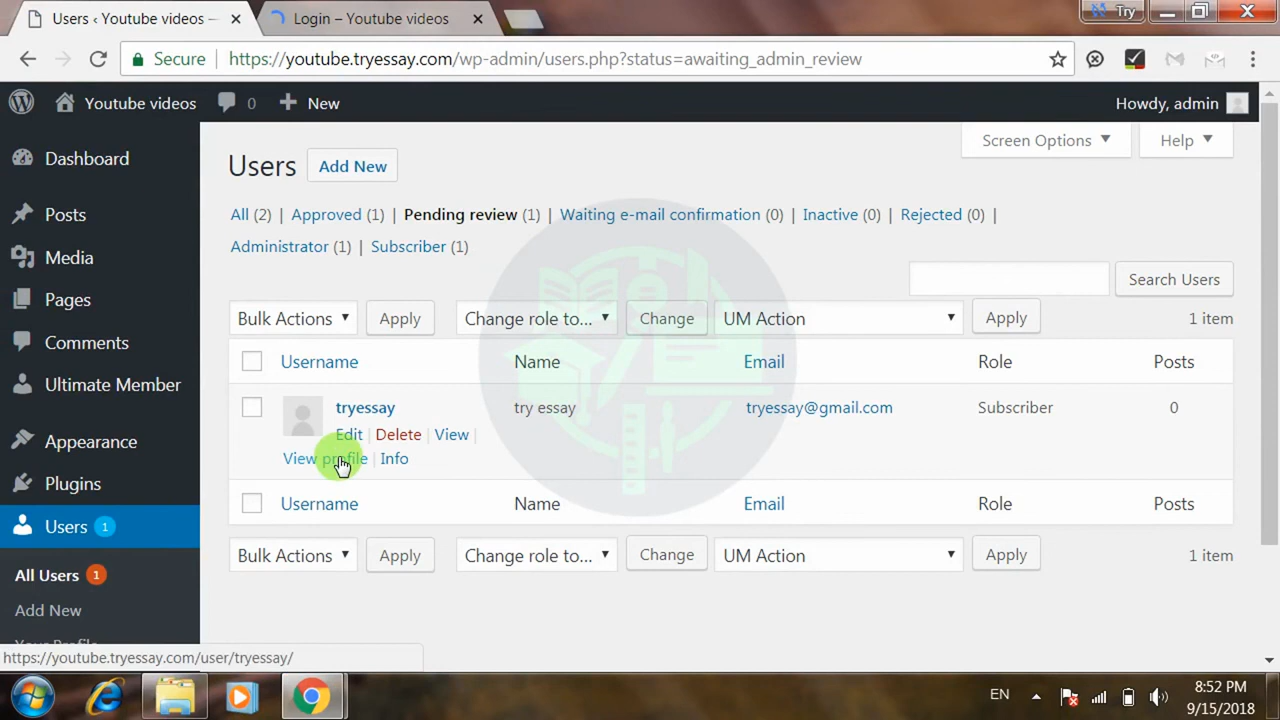 Users ‹ Youtube videos –
Login – Youtube videos
Try
Secure
https://youtube.tryessay.com/wp-admin/users.php?status=awaiting_admin_review
Youtube videos 0 New Howdy, admin
Dashboard
Posts
Media
Pages
Comments
Ultimate Member
Appearance
Plugins
Users 1
All Users 1
Add New
Your Profile
Screen Options
Help
Users
Add New
All (2) | Approved (1) | Pending review (1) | Waiting e-mail confirmation (0) | Inactive (0) | Rejected (0) |
Administrator (1) | Subscriber (1)
Search Users
Bulk Actions Apply Change role to... Change UM Action Apply 1 item
Username Name Email Role Posts
tryessay try essay tryessay@gmail.com Subscriber 0
Edit | Delete | View |
View profile | Info
Username Name Email Role Posts
Bulk Actions Apply Change role to... Change UM Action Apply 1 item
https://youtube.tryessay.com/user/tryessay/
EN
8:52 PM
9/15/2018